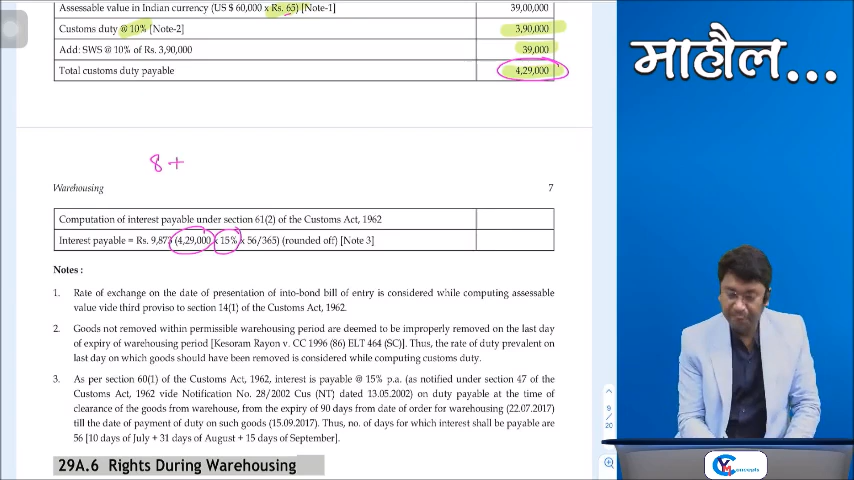 Assessable value in Indian currency (US $ 60,000 x Rs. 65) [Note-1] 39,00,000
Customs duty @ 10% [Note-2] 3,90,000
Add: SWS @ 10% of Rs. 3,90,000 39,000
Total customs duty payable 4,29,000
माहौल...
8 +
Warehousing 7
Computation of interest payable under section 61(2) of the Customs Act, 1962
Interest payable = Rs. 9,873 (4,29,000 x 15% x 56/365) (rounded off) [Note 3]
Notes :
1. Rate of exchange on the date of presentation of into-bond bill of entry is considered while computing assessable
value vide third proviso to section 14(1) of the Customs Act, 1962.
2. Goods not removed within permissible warehousing period are deemed to be improperly removed on the last day
of expiry of warehousing period [Kesoram Rayon v. CC 1996 (86) ELT 464 (SC)]. Thus, the rate of duty prevalent on
last day on which goods should have been removed is considered while computing customs duty.
3. As per section 60(1) of the Customs Act, 1962, interest is payable @ 15% p.a. (as notified under section 47 of the
Customs Act, 1962 vide Notification No. 28/2002 Cus (NT) dated 13.05.2002) on duty payable at the time of
clearance of the goods from warehouse, from the expiry of 90 days from date of order for warehousing (22.07.2017)
till the date of payment of duty on such goods (15.09.2017). Thus, no. of days for which interest shall be payable are
56 [10 days of July + 31 days of August + 15 days of September].
29A.6 Rights During Warehousing
9
20
YM Concepts